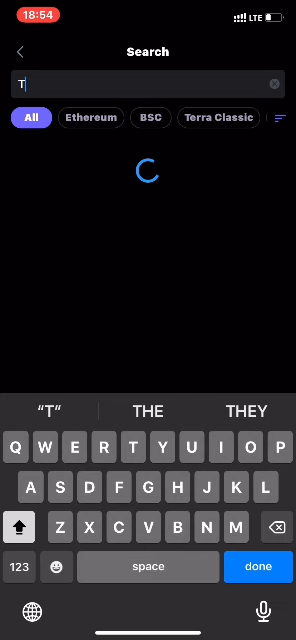 18:54
LTE
Search
T
All Ethereum BSC Terra Classic
“T“ THE THEY
Q W E R T Y U I O P
A S D F G H J K L
Z X C V B N M
123 space done